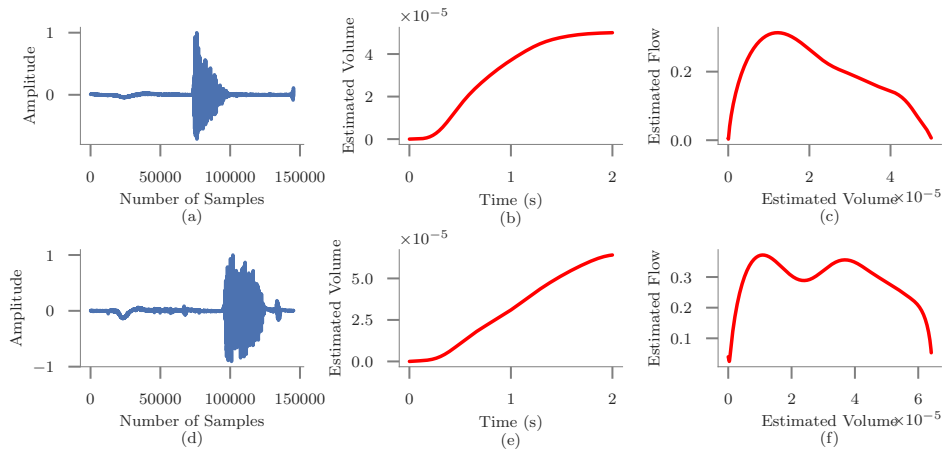 1
0
Amplitude
0 50000 100000 150000
Number of Samples
(a)
×10⁻⁵
4
2
0
Estimated Volume
0 1 2
Time (s)
(b)
0.2
0.0
Estimated Flow
0 2 4
×10⁻⁵
Estimated Volume
(c)
1
0
−1
Amplitude
0 50000 100000 150000
Number of Samples
(d)
×10⁻⁵
5.0
2.5
0.0
Estimated Volume
0 1 2
Time (s)
(e)
0.3
0.2
0.1
Estimated Flow
0 2 4 6
×10⁻⁵
Estimated Volume
(f)